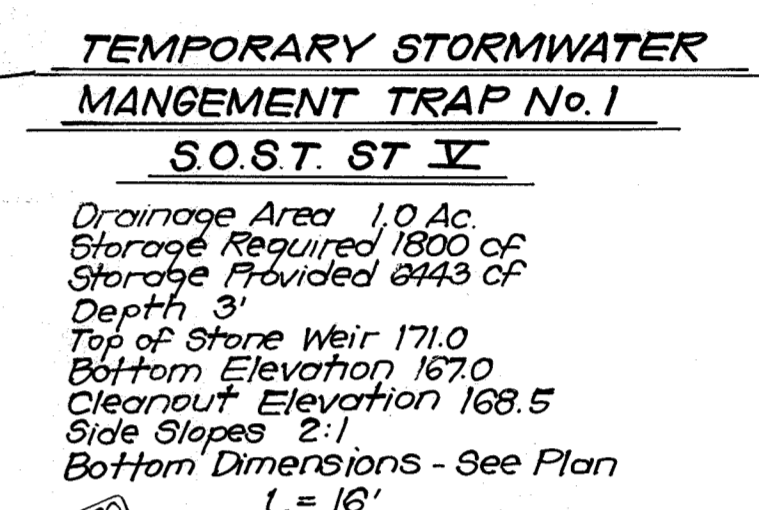 TEMPORARY STORMWATER
MANGEMENT TRAP No. 1
S.O.S.T. ST V
Drainage Area 1.0 Ac.
Storage Required 1800 cf
Storage Provided 6443 cf
Depth 3'
Top of Stone Weir 171.0
Bottom Elevation 167.0
Cleanout Elevation 168.5
Side Slopes 2:1
Bottom Dimensions - See Plan
L = 16'